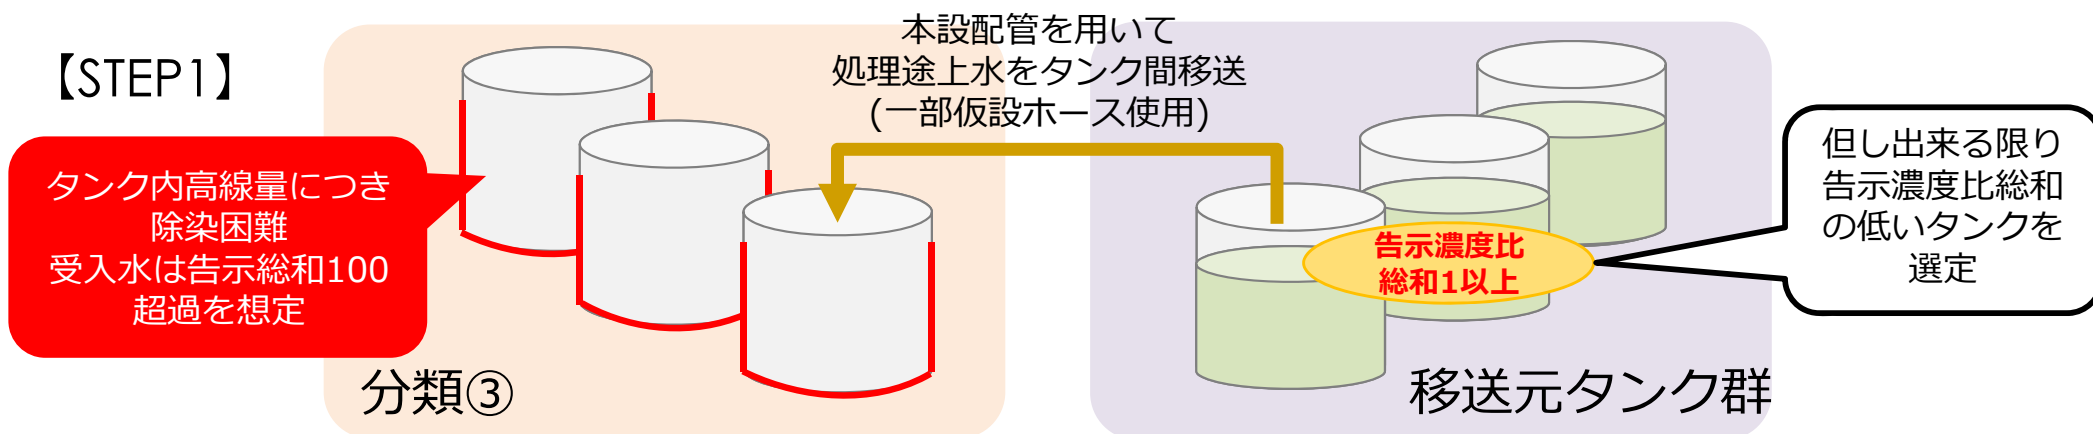 【STEP1】
本設配管を用いて
処理途上水をタンク間移送
(一部仮設ホース使用)
タンク内高線量につき
除染困難
受入水は告示総和100
超過を想定
告示濃度比
総和1以上
但し出来る限り
告示濃度比総和
の低いタンクを
選定
分類③
移送元タンク群